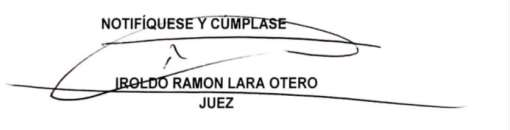 NOTIFÍQUESE Y CÚMPLASE
IROLDO RAMON LARA OTERO
JUEZ